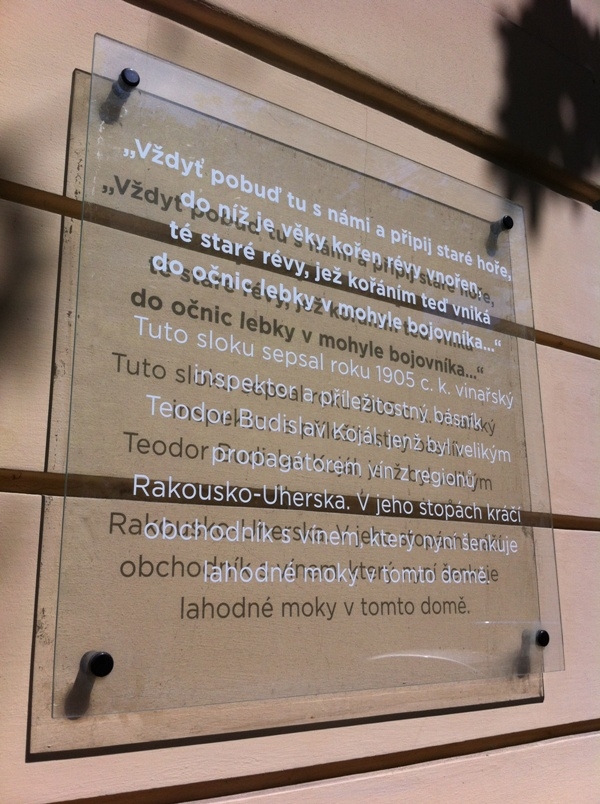 „Vždyť pobuď tu s námi a připij staré hoře,
do níž je věky kořen révy vnořen,
té staré révy, jež kořáním teď vniká
do očnic lebky v mohyle bojovníka...“
Tuto sloku sepsal roku 1905 c. k. vinařský
inspektor a příležitostný básník
Teodor Budislav Koják, jenž byl velikým
propagátorem vín z regionů
Rakousko-Uherska. V jeho stopách kráčí
obchodník s vínem, který nyní šenkuje
lahodné moky v tomto domě.